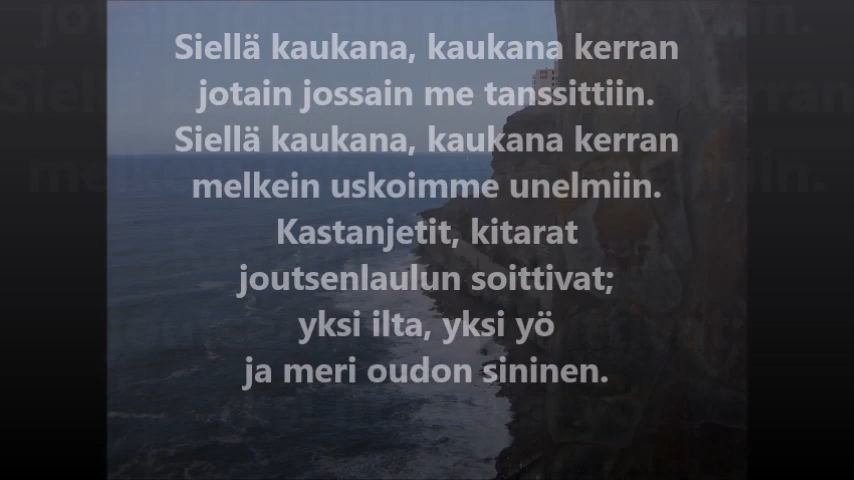 Siellä kaukana, kaukana kerran
jotain jossain me tanssittiin.
Siellä kaukana, kaukana kerran
melkein uskoimme unelmiin.
Kastanjetit, kitarat
joutsenlaulun soittivat;
yksi ilta, yksi yö
ja meri oudon sininen.